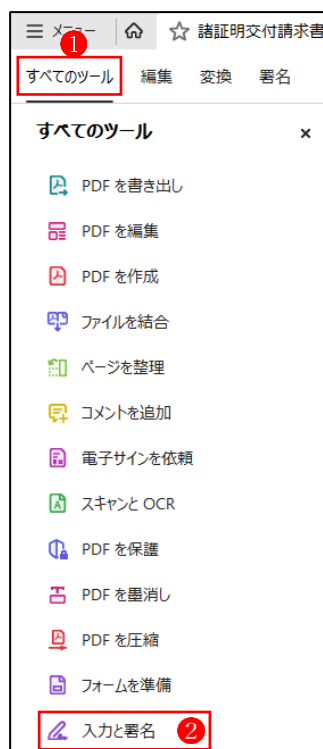 メニュー
諸証明交付請求書
1
すべてのツール 編集 変換 署名
すべてのツール ×
PDF を書き出し
PDF を編集
PDF を作成
ファイルを結合
ページを整理
コメントを追加
電子サインを依頼
スキャンと OCR
PDF を保護
PDF を墨消し
PDF を圧縮
フォームを準備
入力と署名 2